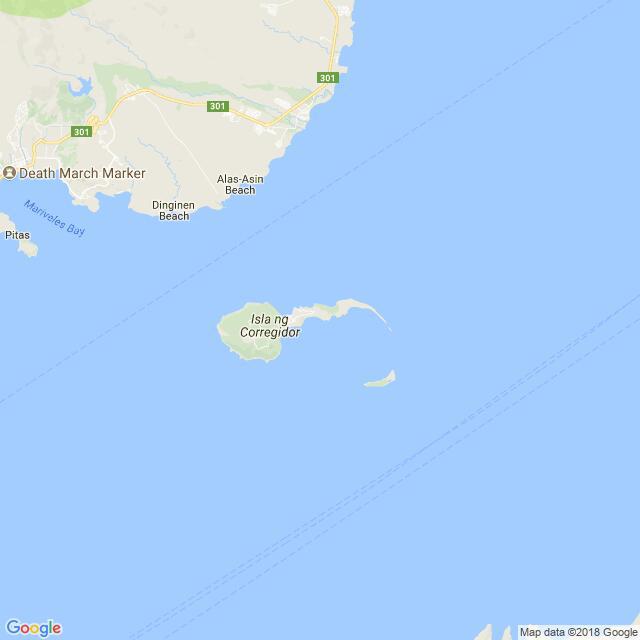 301
301
301
Death March Marker
Alas-Asin
Beach
Mariveles Bay
Dinginen
Beach
Pitas
Isla ng
Corregidor
Google
Map data ©2018 Google